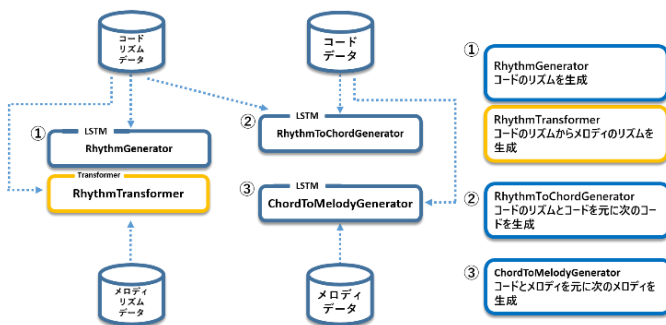 コード
リズム
データ
コード
データ
①
LSTM
RhythmGenerator
Transformer
RhythmTransformer
②
LSTM
RhythmToChordGenerator
③
LSTM
ChordToMelodyGenerator
メロディ
リズム
データ
メロディ
データ
①
RhythmGenerator
コードのリズムを生成
RhythmTransformer
コードのリズムからメロディのリズムを
生成
②
RhythmToChordGenerator
コードのリズムとコードを元に次のコー
ドを生成
③
ChordToMelodyGenerator
コードとメロディを元に次のメロディを
生成